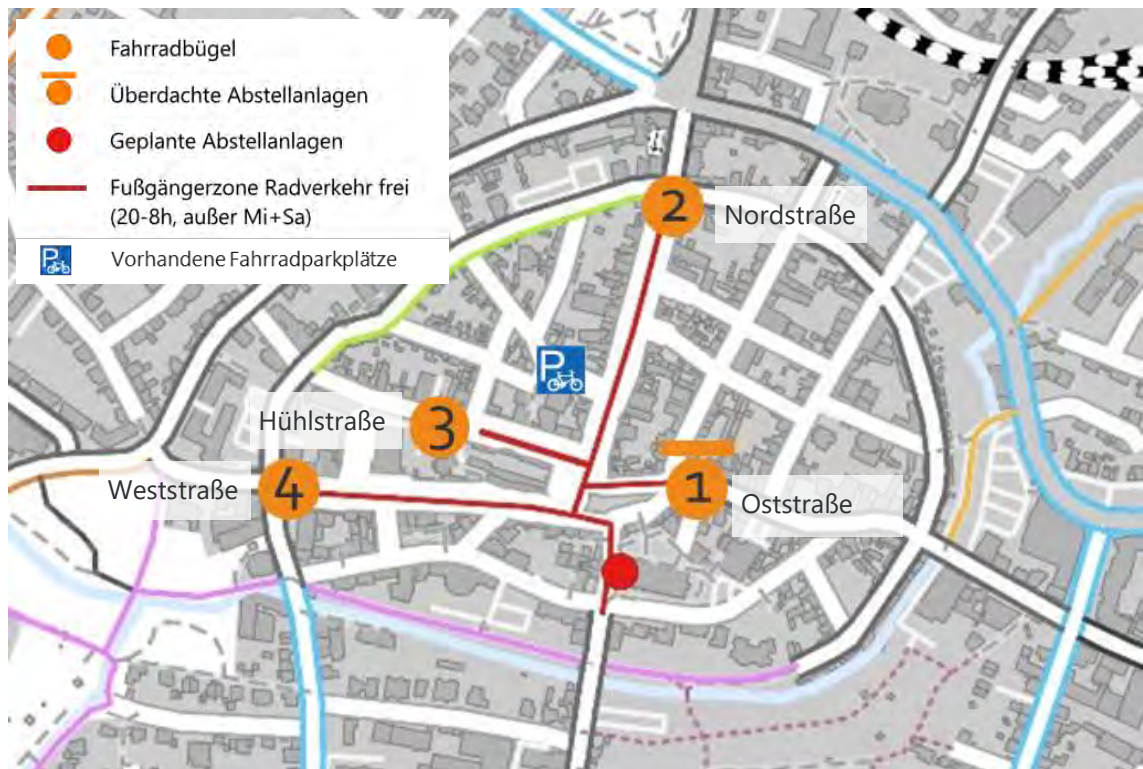 Fahrradbügel
Überdachte Abstellanlagen
Geplante Abstellanlagen
Fußgängerzone Radverkehr frei
(20-8h, außer Mi+Sa)
P
Vorhandene Fahrradparkplätze
2
Nordstraße
P
Hühlstraße
3
Weststraße
4
1
Oststraße